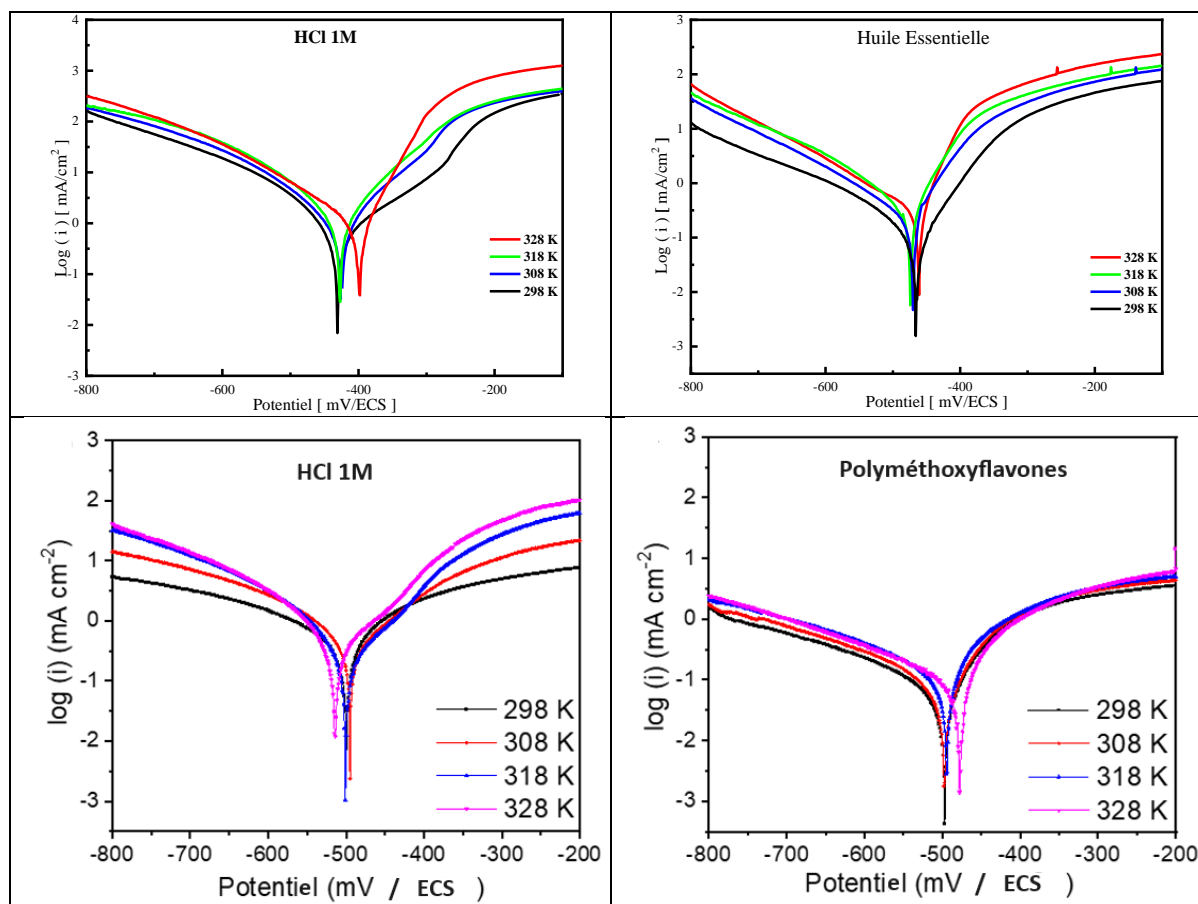 HCl 1M
4
3
2
1
0
-1
-2
-3
-800
-600
-400
-200
Log ( i ) [ mA/cm2 ]
Potentiel [ mV/ECS ]
328 K
318 K
308 K
298 K
Huile Essentielle
3
2
1
0
-1
-2
-3
-800
-600
-400
-200
Log ( i ) [ mA/cm2 ]
Potentiel [ mV/ECS ]
328 K
318 K
308 K
298 K
HCl 1M
3
2
1
0
-1
-2
-3
-800
-700
-600
-500
-400
-300
-200
log (i) (mA cm-2)
Potentiel (mV / ECS )
298 K
308 K
318 K
328 K
Polyméthoxyflavones
3
2
1
0
-1
-2
-3
-800
-700
-600
-500
-400
-300
-200
log (i) (mA cm-2)
Potentiel (mV / ECS )
298 K
308 K
318 K
328 K